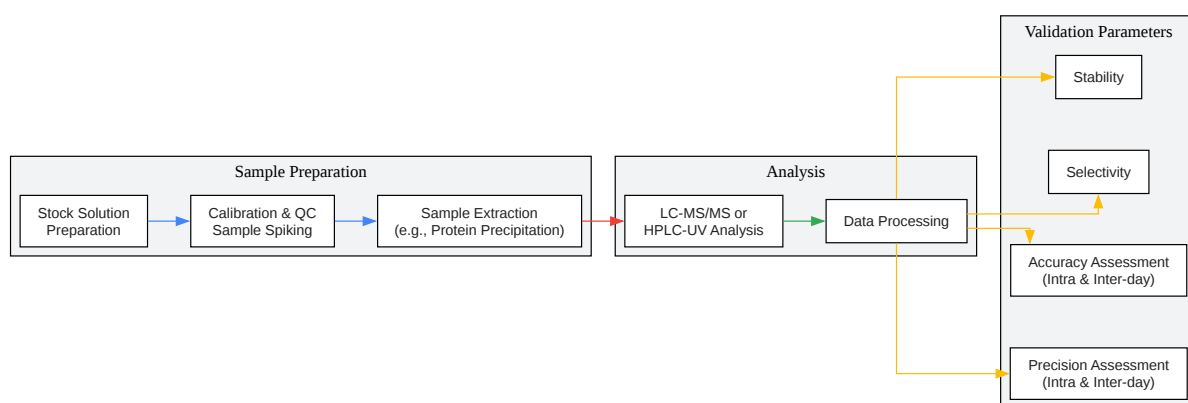 Validation Parameters
Stability
Selectivity
Sample Preparation
Analysis
Stock Solution
Preparation
Calibration & QC
Sample Spiking
Sample Extraction
(e.g., Protein Precipitation)
LC-MS/MS or
HPLC-UV Analysis
Data Processing
Accuracy Assessment
(Intra & Inter-day)
Precision Assessment
(Intra & Inter-day)